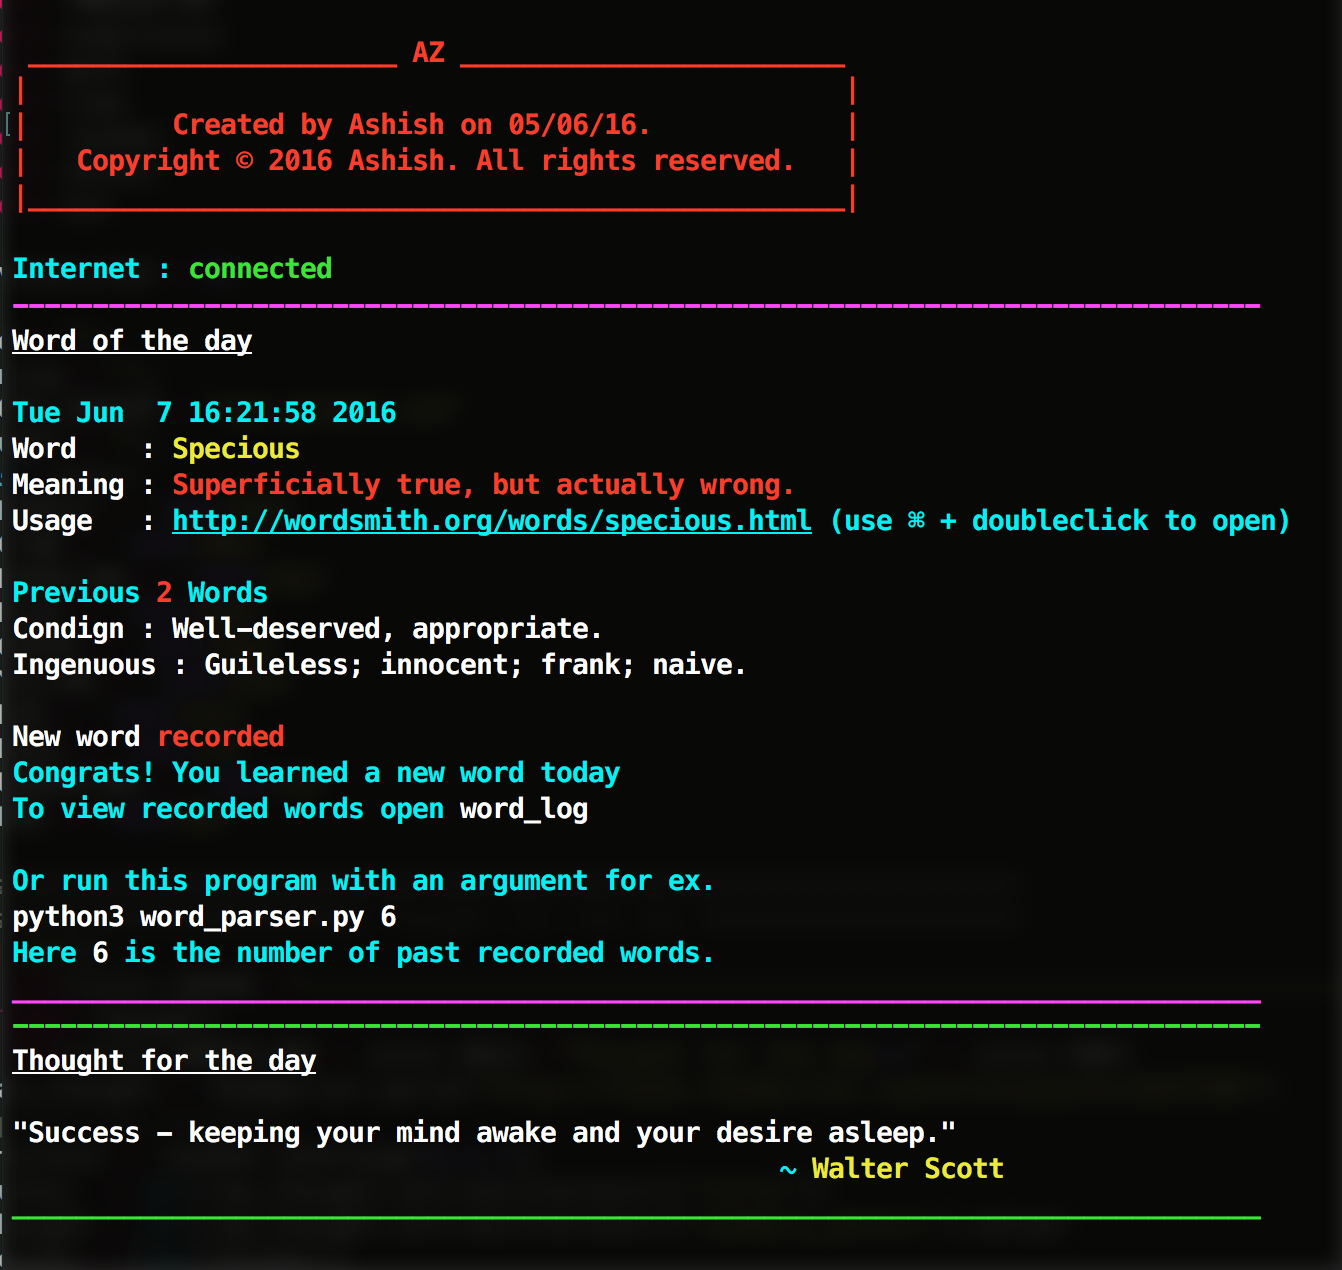 AZ
Created by Ashish on 05/06/16.
Copyright © 2016 Ashish. All rights reserved.
Internet : connected
Word of the day
Tue Jun  7 16:21:58 2016
Word    : Specious
Meaning : Superficially true, but actually wrong.
Usage   : http://wordsmith.org/words/specious.html (use ⌘ + doubleclick to open)
Previous 2 Words
Condign : Well-deserved, appropriate.
Ingenuous : Guileless; innocent; frank; naive.
New word recorded
Congrats! You learned a new word today
To view recorded words open word_log
Or run this program with an argument for ex.
python3 word_parser.py 6
Here 6 is the number of past recorded words.
Thought for the day
"Success - keeping your mind awake and your desire asleep."
~ Walter Scott